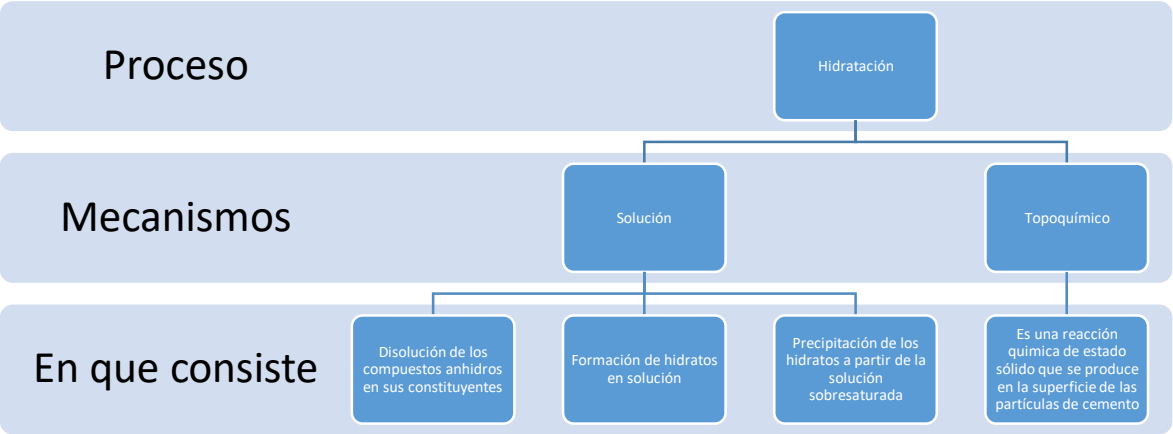 Proceso
Hidratación
Mecanismos
Solución
Topoquímico
En que consiste
Disolución de los
compuestos anhidros
en sus constituyentes
Formación de hidratos
en solución
Precipitación de los
hidratos a partir de la
solución
sobresaturada
Es una reacción
quimica de estado
sólido que se produce
en la superficie de las
partículas de cemento